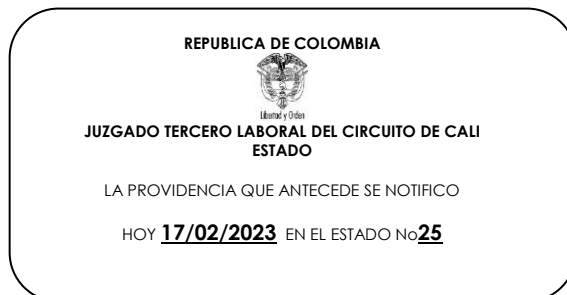 REPUBLICA DE COLOMBIA
Libertad y Orden
JUZGADO TERCERO LABORAL DEL CIRCUITO DE CALI
ESTADO
LA PROVIDENCIA QUE ANTECEDE SE NOTIFICO
HOY 17/02/2023 EN EL ESTADO No25